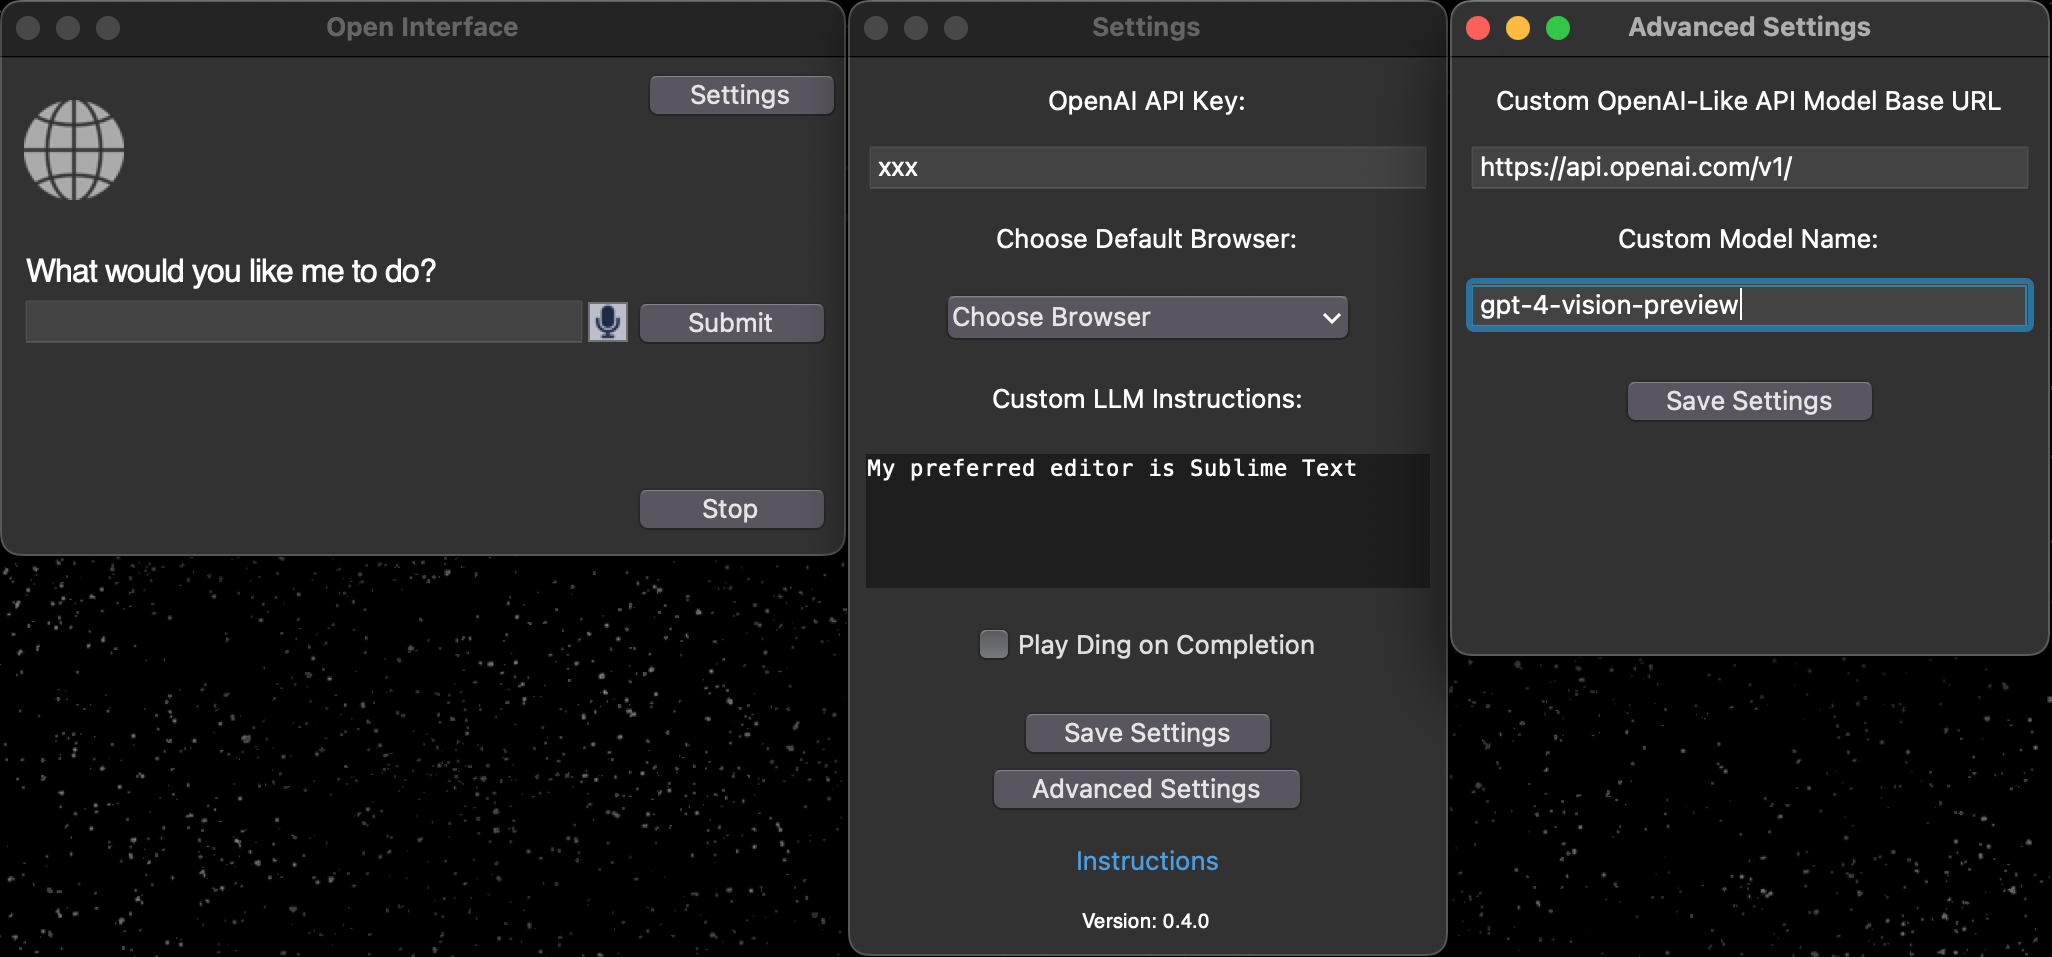 Open Interface
Settings
What would you like me to do?
Submit
Stop
Settings
OpenAI API Key:
xxx
Choose Default Browser:
Choose Browser
Custom LLM Instructions:
My preferred editor is Sublime Text
Play Ding on Completion
Save Settings
Advanced Settings
Instructions
Version: 0.4.0
Advanced Settings
Custom OpenAI-Like API Model Base URL
https://api.openai.com/v1/
Custom Model Name:
gpt-4-vision-preview
Save Settings